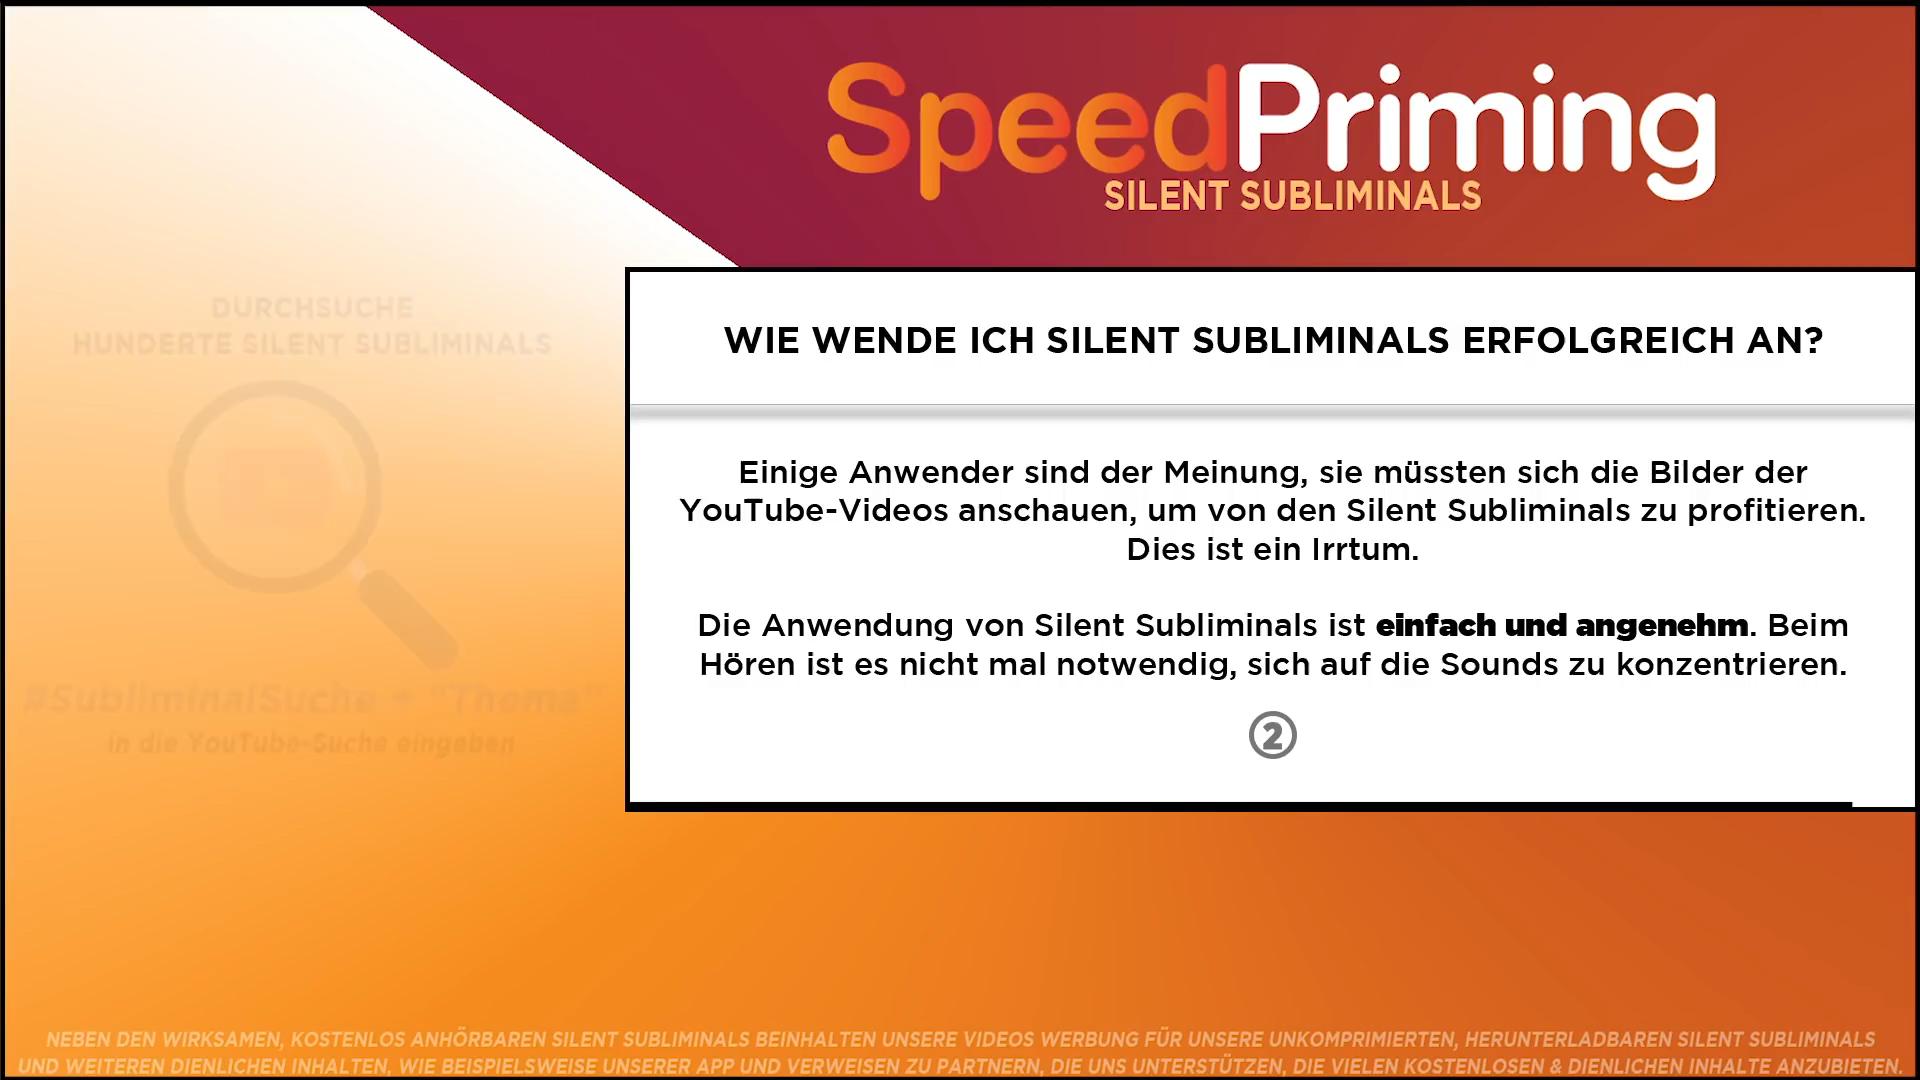 SpeedPriming
SILENT SUBLIMINALS
DURCHSUCHE
HUNDERTE SILENT SUBLIMINALS
#SubliminalSuche + "Thema"
in die YouTube-Suche eingeben
WIE WENDE ICH SILENT SUBLIMINALS ERFOLGREICH AN?
Einige Anwender sind der Meinung, sie müssten sich die Bilder der
YouTube-Videos anschauen, um von den Silent Subliminals zu profitieren.
Dies ist ein Irrtum.
Die Anwendung von Silent Subliminals ist einfach und angenehm. Beim
Hören ist es nicht mal notwendig, sich auf die Sounds zu konzentrieren.
2
NEBEN DEN WIRKSAMEN, KOSTENLOS ANHÖRBAREN SILENT SUBLIMINALS BEINHALTEN UNSERE VIDEOS WERBUNG FÜR UNSERE UNKOMPRIMIERTEN, HERUNTERLADBAREN SILENT SUBLIMINALS
UND WEITEREN DIENLICHEN INHALTEN, WIE BEISPIELSWEISE UNSERER APP UND VERWEISEN ZU PARTNERN, DIE UNS UNTERSTÜTZEN, DIE VIELEN KOSTENLOSEN & DIENLICHEN INHALTE ANZUBIETEN.